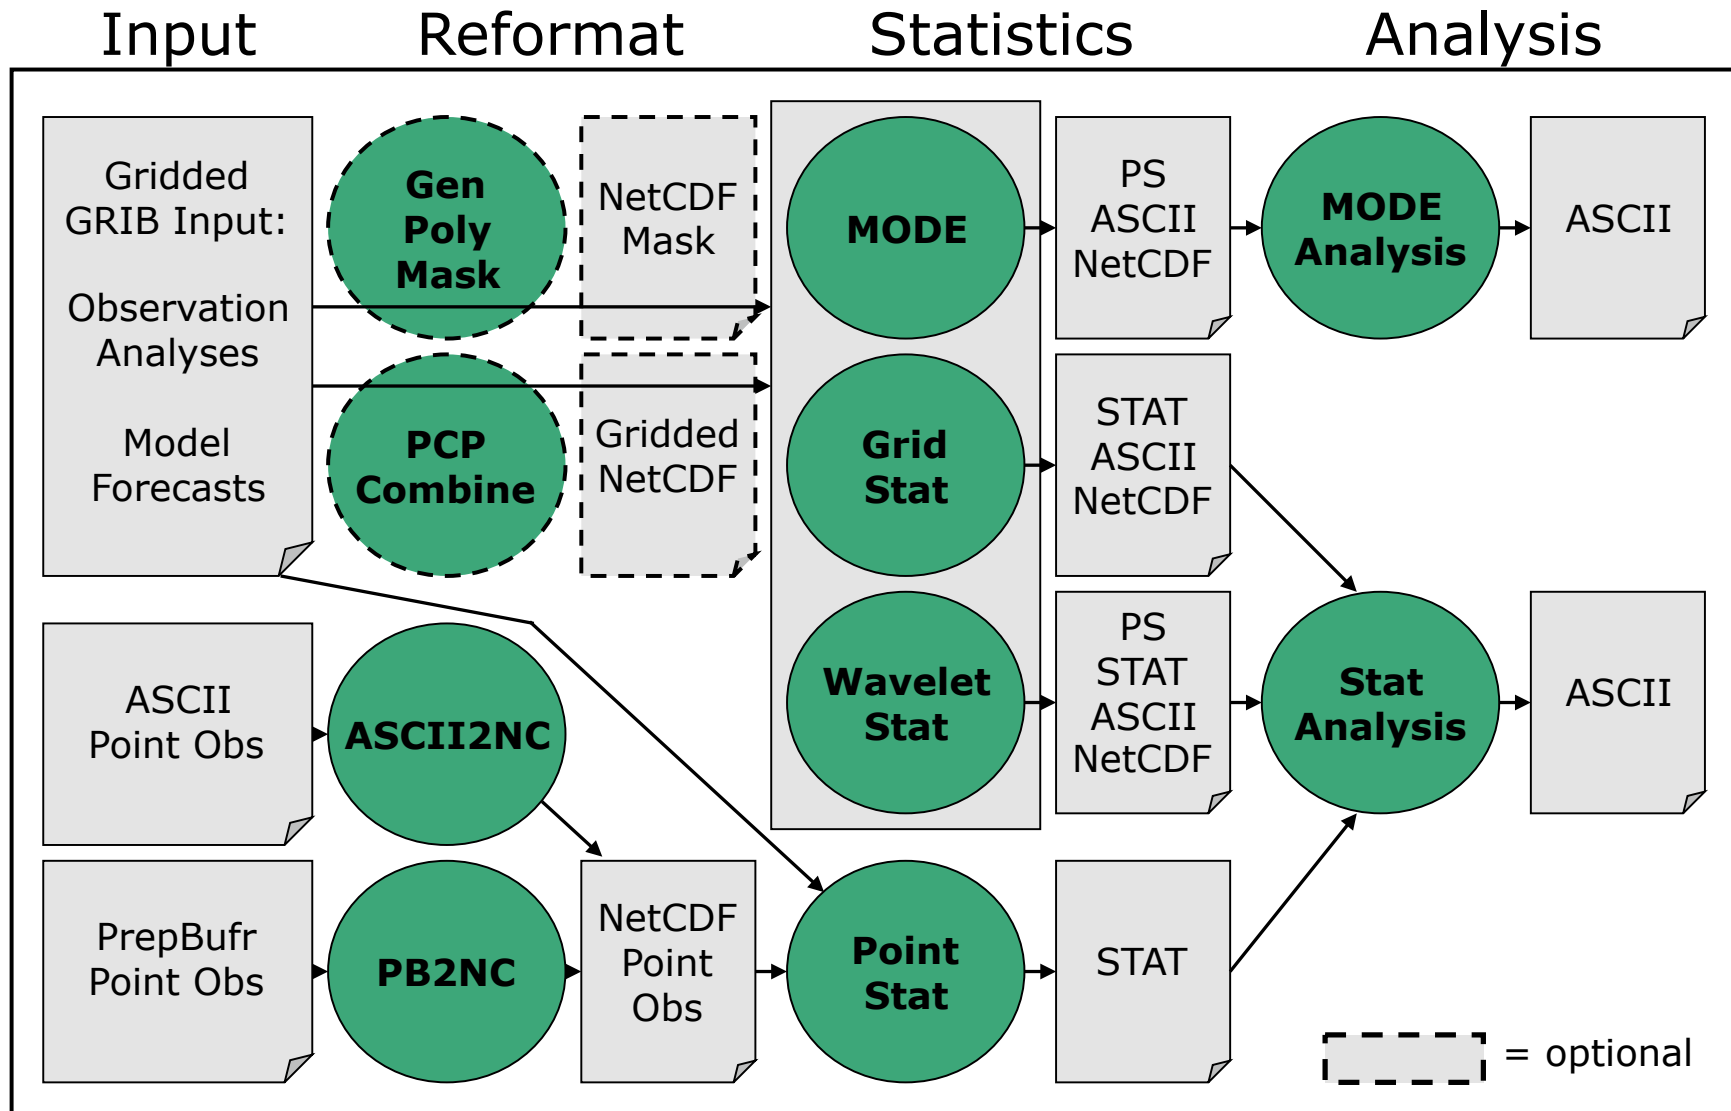 Input
Reformat
Statistics
Analysis
Gridded
GRIB Input:
Observation
Analyses
Model
Forecasts
Gen
Poly
Mask
NetCDF
Mask
MODE
PS
ASCII
NetCDF
MODE
Analysis
ASCII
PCP
Combine
Gridded
NetCDF
Grid
Stat
STAT
ASCII
NetCDF
ASCII
Point Obs
ASCII2NC
Wavelet
Stat
PS
STAT
ASCII
NetCDF
Stat
Analysis
ASCII
PrepBufr
Point Obs
PB2NC
NetCDF
Point
Obs
Point
Stat
STAT
= optional